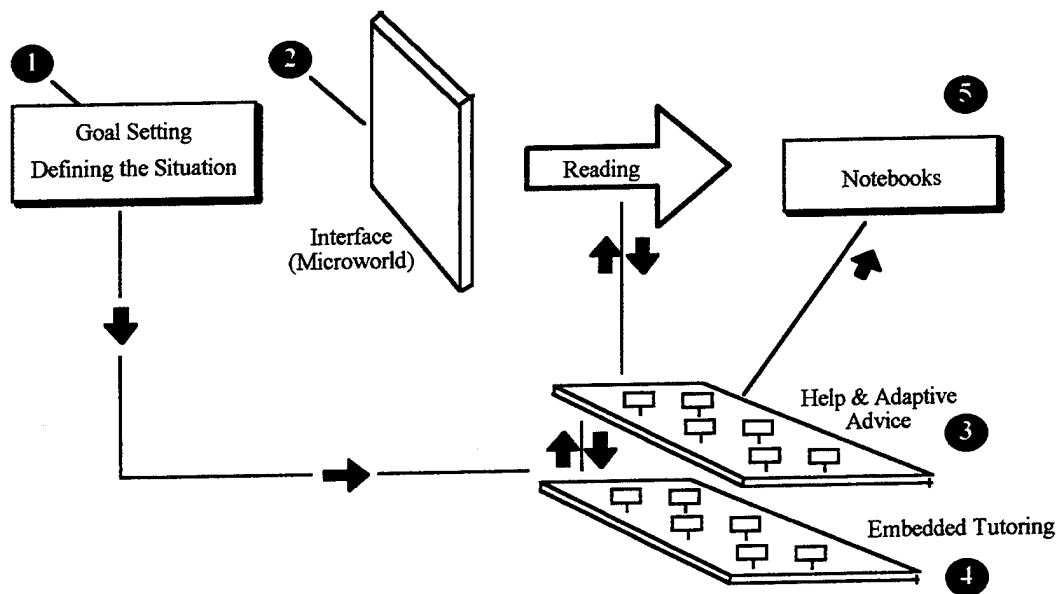 1
Goal Setting
Defining the Situation
2
Interface
(Microworld)
Reading
5
Notebooks
Help & Adaptive
Advice
3
Embedded Tutoring
4